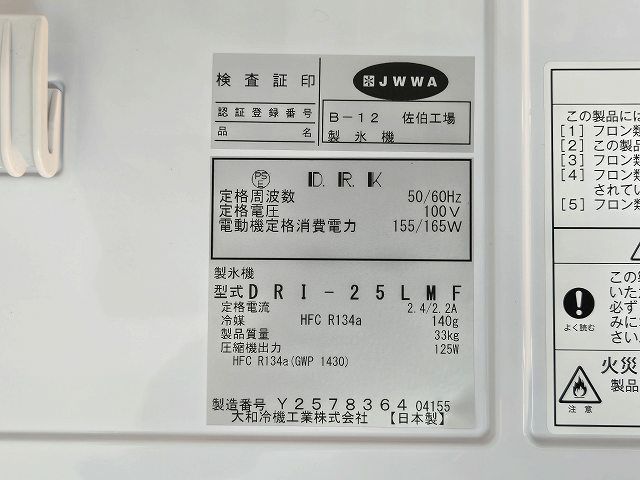 検査証印
JWWA
認証登録番号
B-12 佐伯工場
品名
製氷機
PSE
D.R.K
定格周波数 50/60Hz
定格電圧 100V
電動機定格消費電力 155/165W
製氷機
型式 DRI-25LMF
定格電流 2.4/2.2A
冷媒 HFC R134a 140g
製品質量 33kg
圧縮機出力 125W
HFC R134a(GWP 1430)
製造番号 Y2578364 04155
大和冷機工業株式会社 【日本製】
この製品には
[1] フロン類
[2] この製品
[3] フロン類
[4] フロン類
されてい
[5] フロン類
この
いた
必ず
みに
さい
よく読む
火災
製品
注意